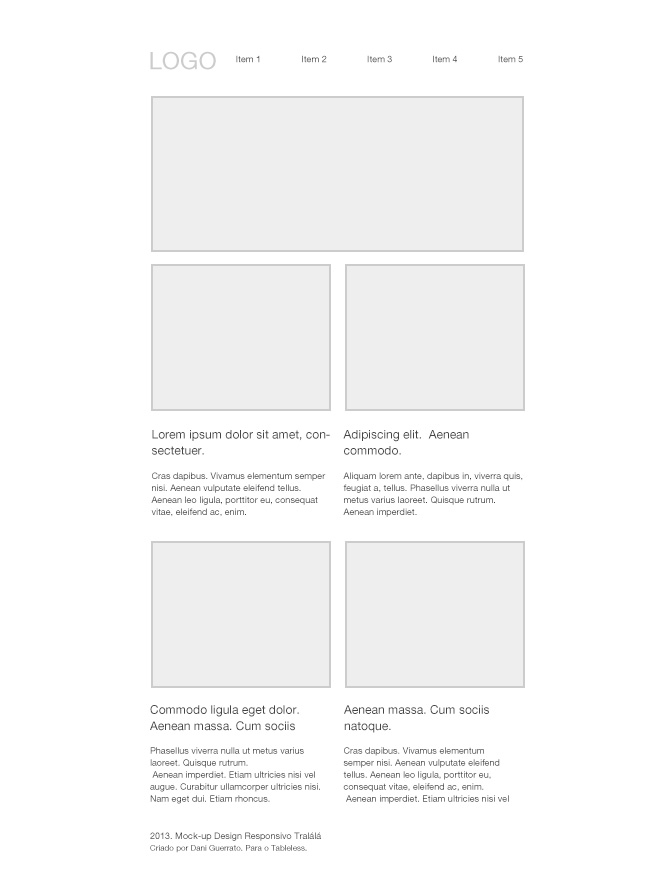 LOGO
Item 1 Item 2 Item 3 Item 4 Item 5
Lorem ipsum dolor sit amet, con-
sectetuer.
Cras dapibus. Vivamus elementum semper
nisi. Aenean vulputate eleifend tellus.
Aenean leo ligula, porttitor eu, consequat
vitae, eleifend ac, enim.
Adipiscing elit.  Aenean
commodo.
Aliquam lorem ante, dapibus in, viverra quis,
feugiat a, tellus. Phasellus viverra nulla ut
metus varius laoreet. Quisque rutrum.
Aenean imperdiet.
Commodo ligula eget dolor.
Aenean massa. Cum sociis
Phasellus viverra nulla ut metus varius
laoreet. Quisque rutrum.
Aenean imperdiet. Etiam ultricies nisi vel
augue. Curabitur ullamcorper ultricies nisi.
Nam eget dui. Etiam rhoncus.
Aenean massa. Cum sociis
natoque.
Cras dapibus. Vivamus elementum
semper nisi. Aenean vulputate eleifend
tellus. Aenean leo ligula, porttitor eu,
consequat vitae, eleifend ac, enim.
Aenean imperdiet. Etiam ultricies nisi vel
2013. Mock-up Design Responsivo Tralálá
Criado por Dani Guerrato. Para o Tableless.